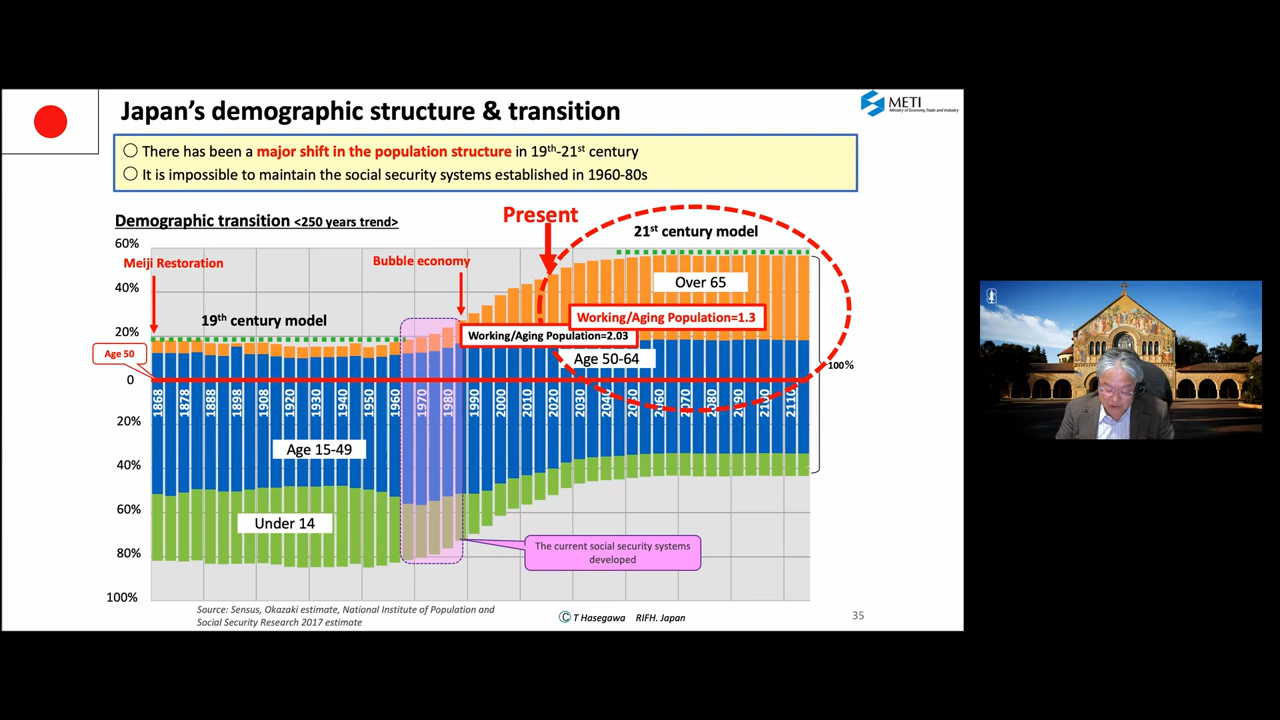 Japan's demographic structure & transition
METI
Ministry of Economy, Trade and Industry
○ There has been a major shift in the population structure in 19th-21st century
○ It is impossible to maintain the social security systems established in 1960-80s
Demographic transition <250 years trend>
Present
21st century model
60%
Meiji Restoration
Bubble economy
Over 65
40%
19th century model
Working/Aging Population=1.3
20%
Working/Aging Population=2.03
Age 50
Age 50-64
100%
0
1868 1878 1888 1898 1908 1920 1930 1940 1950 1960 1970 1980 1990 2000 2010 2020 2030 2040 2050 2060 2070 2080 2090 2100 2110
20%
Age 15-49
40%
60%
Under 14
The current social security systems
developed
80%
100%
Source: Sensus, Okazaki estimate, National Institute of Population and
Social Security Research 2017 estimate
Ⓒ T Hasegawa RIFH. Japan
35